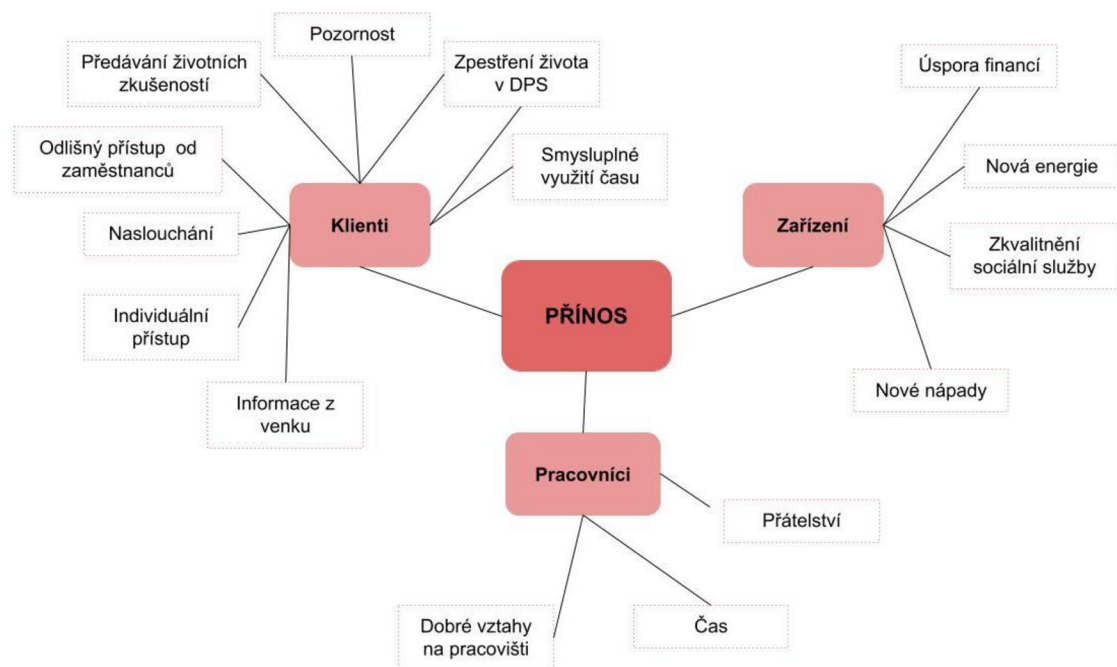 Pozornost
Předávání životních
zkušeností
Zpestření života
v DPS
Úspora financí
Odlišný přístup od
zaměstnanců
Smysluplné
využití času
Nová energie
Klienti
Zařízení
Naslouchání
Zkvalitnění
sociální služby
PŘÍNOS
Individuální
přístup
Nové nápady
Informace z
venku
Pracovníci
Přátelství
Dobré vztahy
na pracovišti
Čas